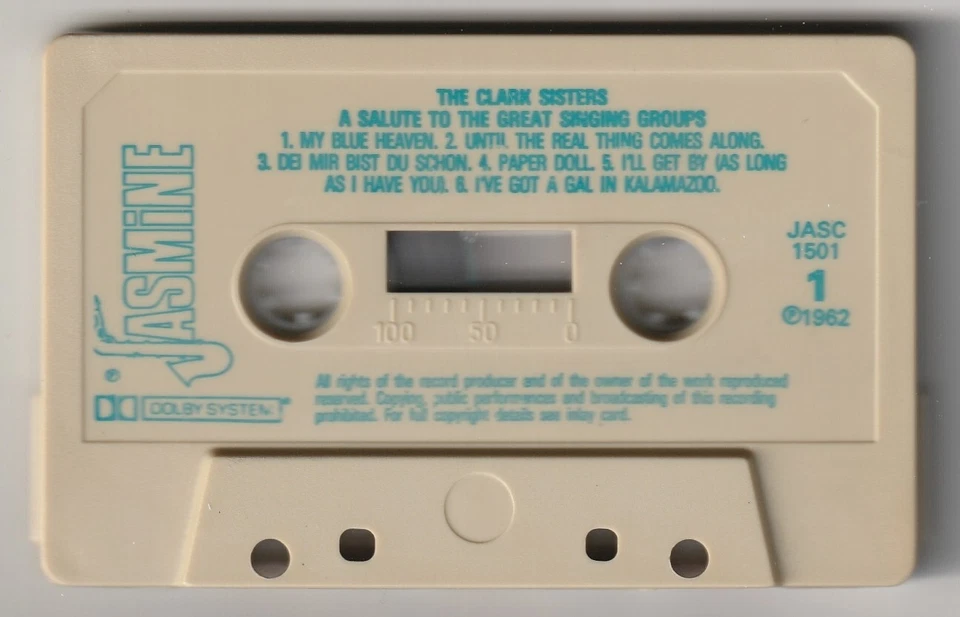 THE CLARK SISTERS
A SALUTE TO THE GREAT SINGING GROUPS
1. MY BLUE HEAVEN. 2. UNTIL THE REAL THING COMES ALONG.
3. DEI MIR BIST DU SCHON. 4. PAPER DOLL. 5. I'LL GET BY (AS LONG
AS I HAVE YOU). 6. I'VE GOT A GAL IN KALAMAZOO.
JASMiNE
JASC
1501
1
℗1962
100 50 0
℗
DOLBY SYSTEM
All rights of the record producer and of the owner of the work reproduced
reserved. Copying, public performances and broadcasting of this recording
prohibited. For full copyright details see inlay card.